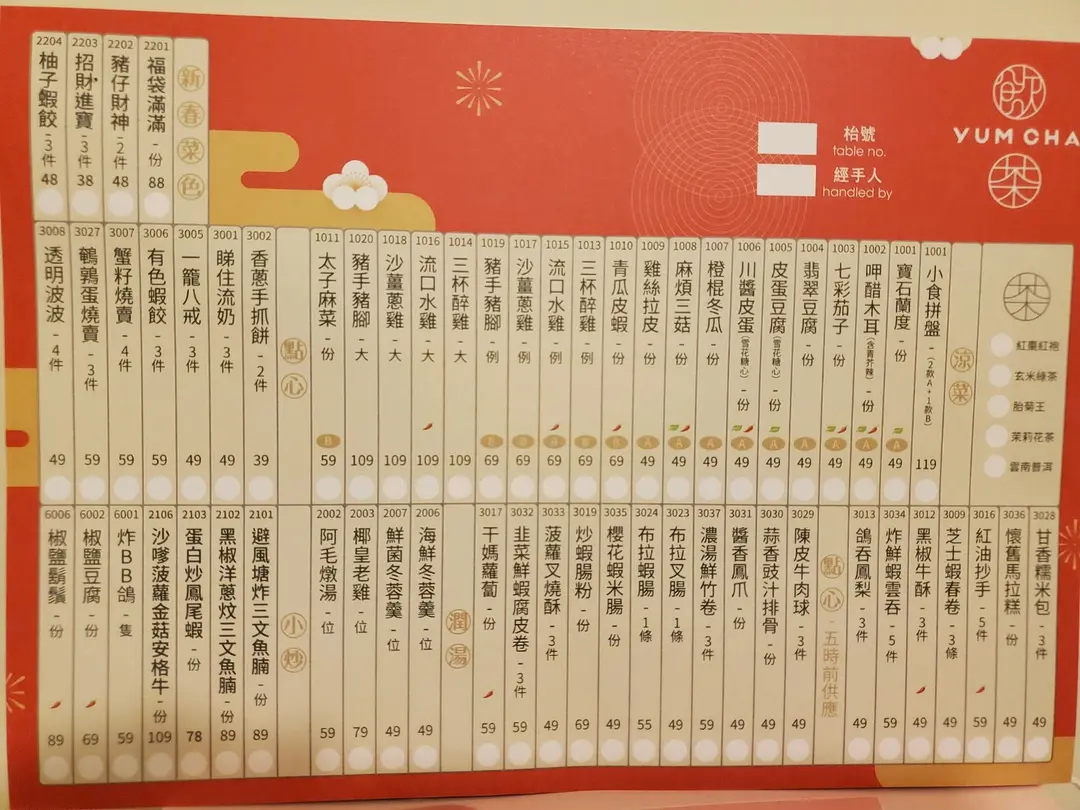 飲
YUM CHA
茶
枱號
table no.
經手人
handled by
新春菜色
2201 福袋滿滿 - 份 88
2202 豬仔財神 - 2件 48
2203 招財進寶 - 3件 38
2204 柚子蝦餃 - 3件 48
茶
紅棗紅袍
玄米綠茶
胎菊王
茉莉花茶
雲南普洱
涼菜
1001 小食拼盤 - (2款A+1款B) 119
1001 寶石蘭度 - 份 A 49
1002 呷醋木耳 (含青芥辣) - 份 A 49
1003 七彩茄子 - 份 A 49
1004 翡翠豆腐 - 份 A 49
1005 皮蛋豆腐 (雪花糖心) - 份 A 49
1006 川醬皮蛋 (雪花糖心) - 份 A 49
1007 橙棍冬瓜 - 份 A 49
1008 麻煩三菇 - 份 A 49
1009 雞絲拉皮 - 份 A 49
1010 青瓜皮蝦 - 份 B 69
1013 三杯醉雞 - 例 B 69
1015 流口水雞 - 例 B 69
1017 沙薑蔥雞 - 例 B 69
1019 豬手豬腳 - 例 B 69
1014 三杯醉雞 - 大 109
1016 流口水雞 - 大 109
1018 沙薑蔥雞 - 大 109
1020 豬手豬腳 - 大 109
1011 太子麻菜 - 份 B 59
點心
3002 香蔥手抓餅 - 2件 39
3001 睇住流奶 - 3件 49
3005 一籠八戒 - 3件 49
3006 有色蝦餃 - 3件 59
3007 蟹籽燒賣 - 4件 59
3027 鵪鶉蛋燒賣 - 3件 59
3008 透明波波 - 4件 49
3028 甘香糯米包 - 3件 49
3036 懷舊馬拉糕 - 份 49
3016 紅油抄手 - 5件 59
3009 芝士蝦春卷 - 3條 49
3012 黑椒牛酥 - 3件 49
3034 炸鮮蝦雲吞 - 5件 59
3013 鴿吞鳳梨 - 3件 49
點心 - 五時前供應
3029 陳皮牛肉球 - 3件 49
3030 蒜香豉汁排骨 - 份 49
3031 醬香鳳爪 - 份 49
3037 濃湯鮮竹卷 - 3件 59
3023 布拉叉腸 - 1條 49
3024 布拉蝦腸 - 1條 55
3035 櫻花蝦米腸 - 份 49
3019 炒蝦腸粉 - 份 69
3033 菠蘿叉燒酥 - 3件 49
3032 韭菜鮮蝦腐皮卷 - 3件 59
3017 干媽蘿蔔 - 份 59
潤湯
2006 海鮮冬蓉羹 - 位 49
2007 鮮菌冬蓉羹 - 位 49
2003 椰皇老雞 - 位 79
2002 阿毛燉湯 - 位 59
小炒
2101 避風塘炸三文魚腩 - 份 89
2102 黑椒洋蔥炆三文魚腩 - 份 89
2103 蛋白炒鳳尾蝦 - 份 78
2106 沙嗲菠蘿金菇安格牛 - 份 109
6001 炸BB鴿 - 隻 59
6002 椒鹽豆腐 - 份 69
6006 椒鹽鬍鬚 - 份 89